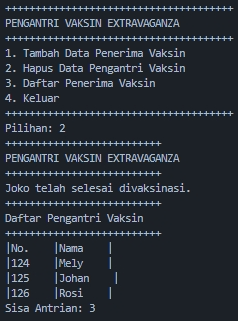 ++++++++++++++++++++++++++++++++++++++
PENGANTRI VAKSIN EXTRAVAGANZA
++++++++++++++++++++++++++++++++++++++
1. Tambah Data Penerima Vaksin
2. Hapus Data Pengantri Vaksin
3. Daftar Penerima Vaksin
4. Keluar
++++++++++++++++++++++++++++++++++++++
Pilihan: 2
++++++++++++++++++++++++++
PENGANTRI VAKSIN EXTRAVAGANZA
++++++++++++++++++++++++++
Joko telah selesai divaksinasi.
++++++++++++++++++++++++++
Daftar Pengantri Vaksin
++++++++++++++++++++++++++
|No.    |Nama    |
|124    |Mely    |
|125    |Johan    |
|126    |Rosi    |
Sisa Antrian: 3